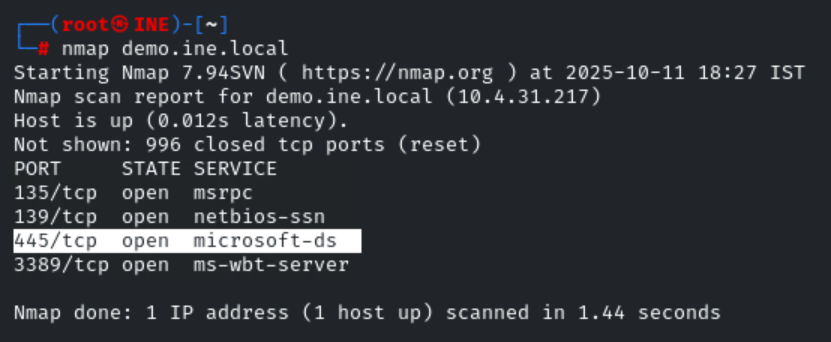 ┌──(root㉿INE)-[~]
└─# nmap demo.ine.local
Starting Nmap 7.94SVN ( https://nmap.org ) at 2025-10-11 18:27 IST
Nmap scan report for demo.ine.local (10.4.31.217)
Host is up (0.012s latency).
Not shown: 996 closed tcp ports (reset)
PORT     STATE SERVICE
135/tcp  open  msrpc
139/tcp  open  netbios-ssn
445/tcp  open  microsoft-ds
3389/tcp open  ms-wbt-server
Nmap done: 1 IP address (1 host up) scanned in 1.44 seconds